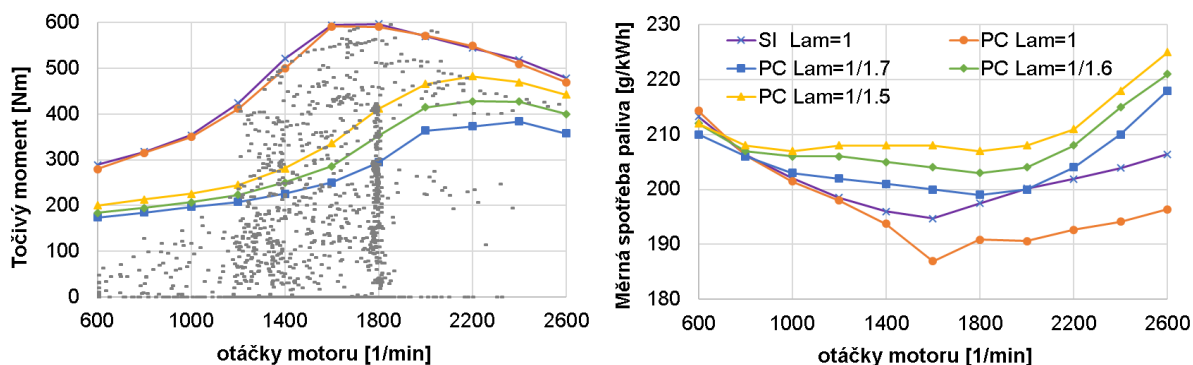 600
500
400
300
200
100
0
600 1000 1400 1800 2200 2600
Točivý moment [Nm]
otáčky motoru [1/min]
230
220
210
200
190
180
600 1000 1400 1800 2200 2600
Měrná spotřeba paliva [g/kWh]
otáčky motoru [1/min]
SI Lam=1
PC Lam=1
PC Lam=1/1.7
PC Lam=1/1.6
PC Lam=1/1.5